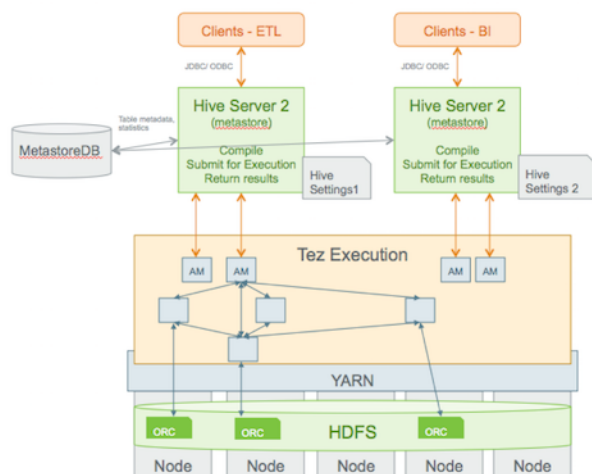 Clients - ETL
Clients - BI
JDBC/ ODBC
JDBC/ ODBC
Table metadata,
statistics
MetastoreDB
Hive Server 2
(metastore)
Compile
Submit for Execution
Return results
Hive
Settings1
Hive Server 2
(metastore)
Compile
Submit for Execution
Return results
Hive
Settings 2
Tez Execution
AM
AM
AM
AM
YARN
ORC
ORC
HDFS
ORC
Node
Node
Node
Node
Node